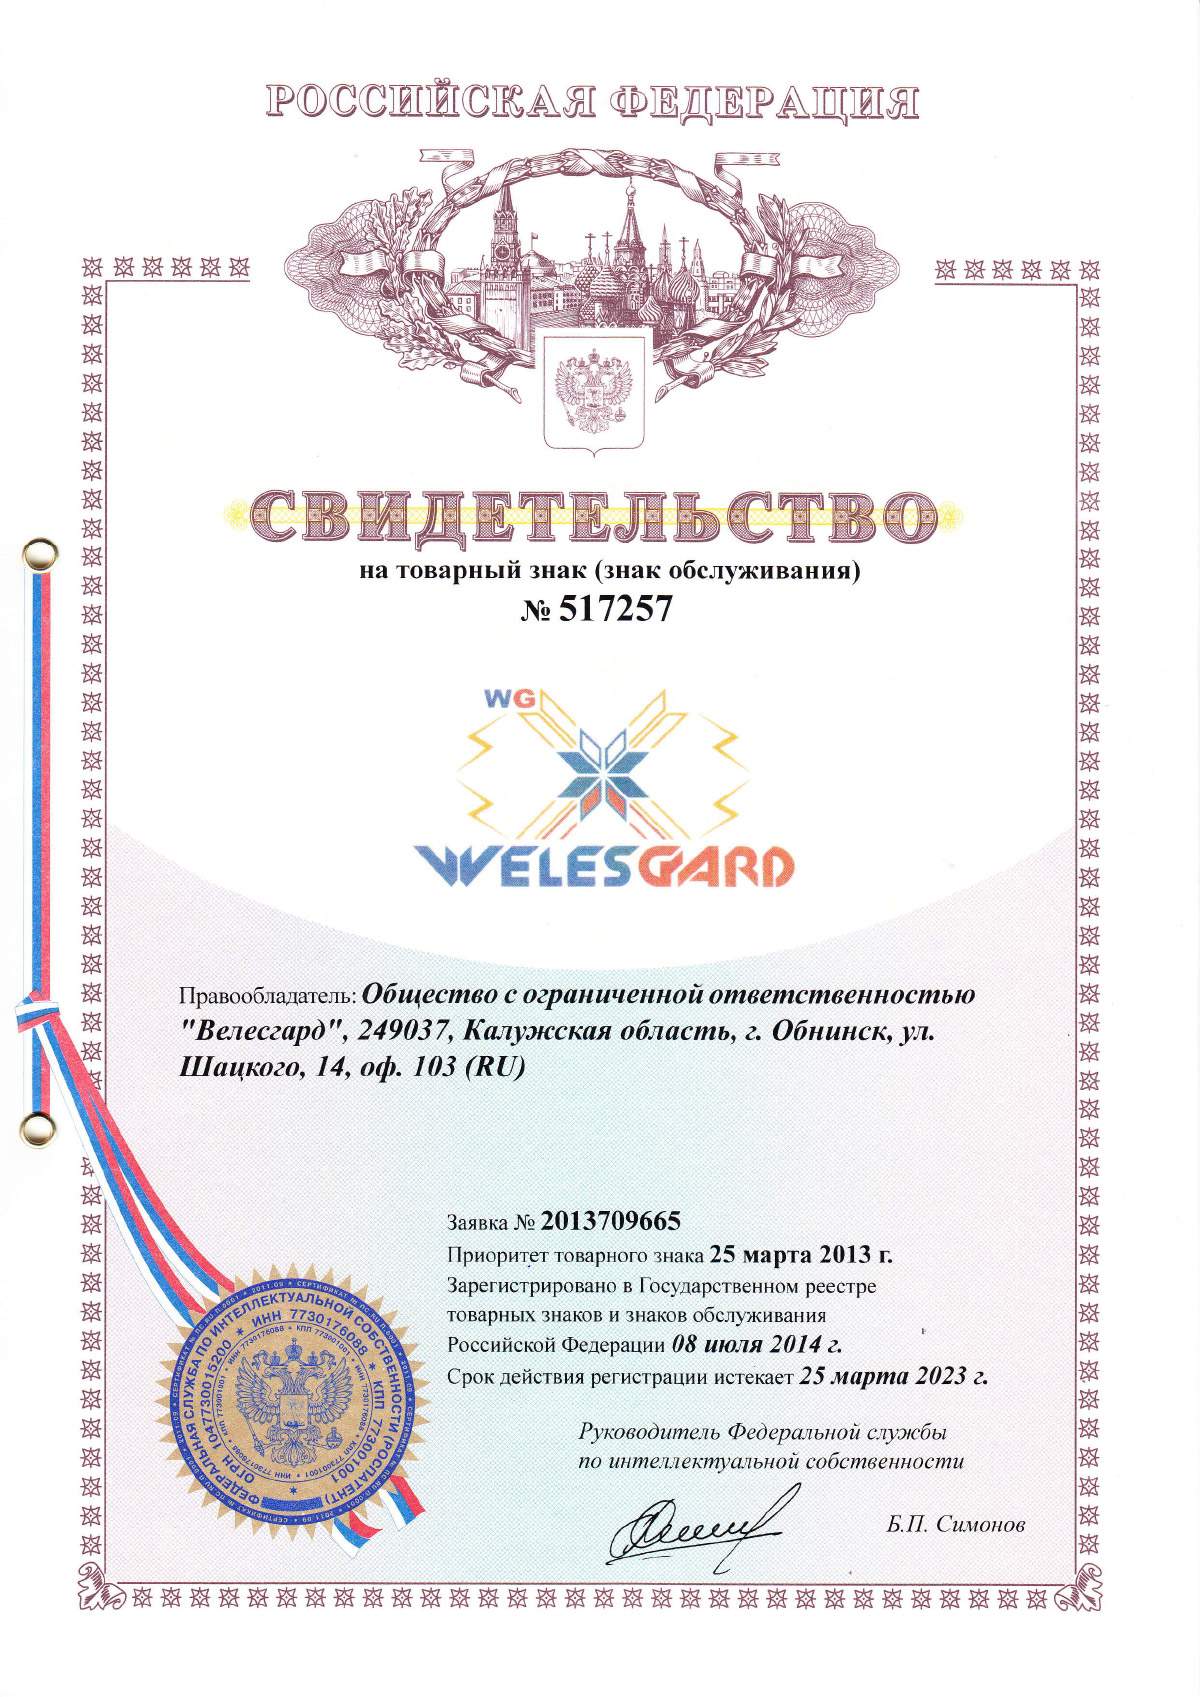 РОССИЙСКАЯ ФЕДЕРАЦИЯ
СВИДЕТЕЛЬСТВО
на товарный знак (знак обслуживания)
№ 517257
WG
WELESGARD
Правообладатель: Общество с ограниченной ответственностью
"Велесгард", 249037, Калужская область, г. Обнинск, ул.
Шацкого, 14, оф. 103 (RU)
Заявка № 2013709665
Приоритет товарного знака 25 марта 2013 г.
Зарегистрировано в Государственном реестре
товарных знаков и знаков обслуживания
Российской Федерации 08 июля 2014 г.
Срок действия регистрации истекает 25 марта 2023 г.
Руководитель Федеральной службы
по интеллектуальной собственности
Б.П. Симонов
ФЕДЕРАЛЬНАЯ СЛУЖБА ПО ИНТЕЛЛЕКТУАЛЬНОЙ СОБСТВЕННОСТИ (РОСПАТЕНТ)
ОГРН 1047730015200 * ИНН 7730176088 * КПП 773001001 *